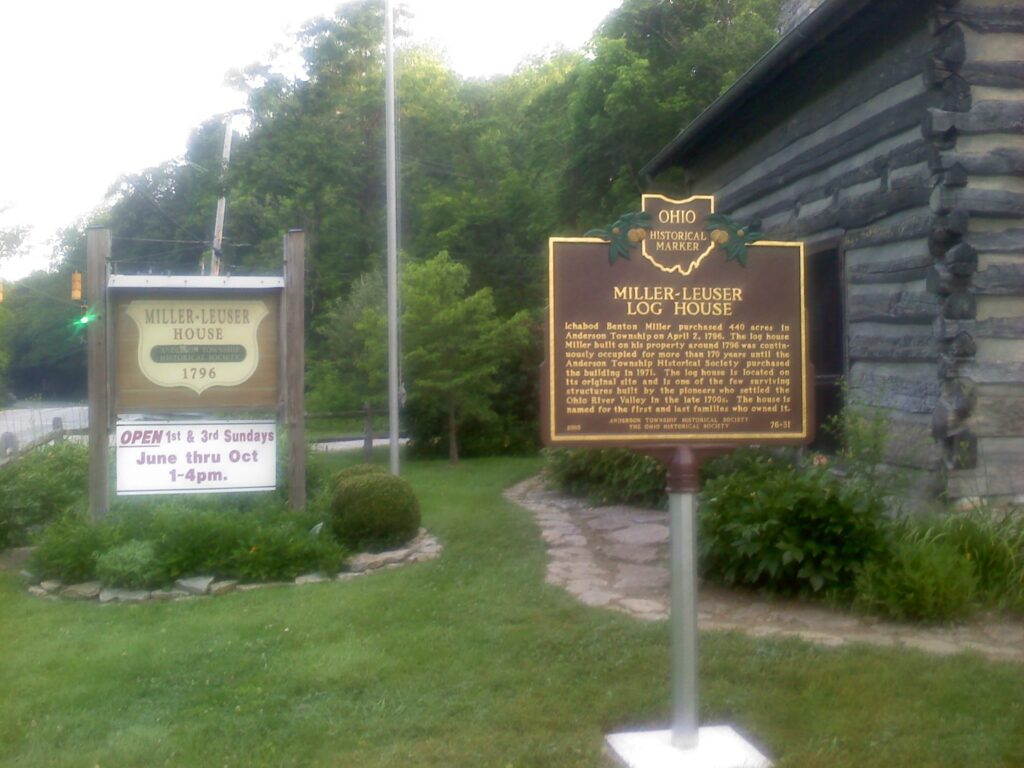 MILLER-LEUSER
HOUSE
ANDERSON TOWNSHIP
HISTORICAL SOCIETY
1796
OPEN 1st & 3rd Sundays
June thru Oct
1-4pm.
OHIO
HISTORICAL
MARKER
MILLER-LEUSER
LOG HOUSE
Ichabod Benton Miller purchased 440 acres in
Anderson Township on April 2, 1796. The log house
Miller built on his property around 1796 was contin-
uously occupied for more than 170 years until the
Anderson Township Historical Society purchased
the building in 1971. The log house is located on
its original site and is one of the few surviving
structures built by the pioneers who settled the
Ohio River Valley in the late 1700s. The house is
named for the first and last families who owned it.
ANDERSON TOWNSHIP HISTORICAL SOCIETY
THE OHIO HISTORICAL SOCIETY
76-31